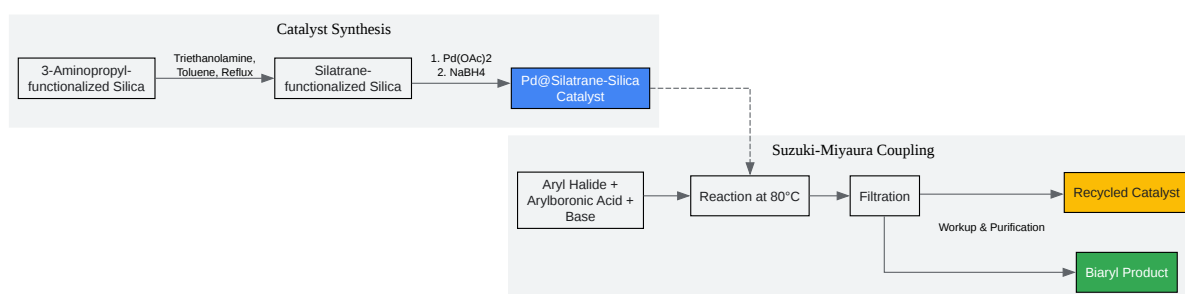 Catalyst Synthesis
3-Aminopropyl-
functionalized Silica
Triethanolamine,
Toluene, Reflux
Silatrane-
functionalized Silica
1. Pd(OAc)2
2. NaBH4
Pd@Silatrane-Silica
Catalyst
Suzuki-Miyaura Coupling
Aryl Halide +
Arylboronic Acid +
Base
Reaction at 80°C
Filtration
Recycled Catalyst
Workup & Purification
Biaryl Product